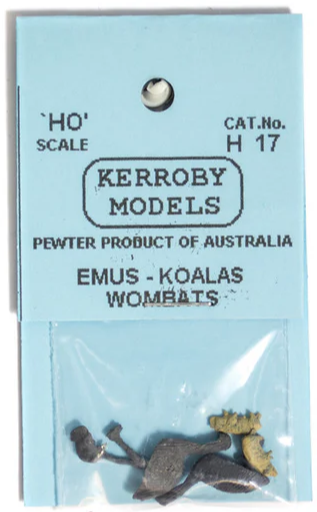 `HO'
SCALE
CAT.No.
H 17
KERROBY
MODELS
PEWTER PRODUCT OF AUSTRALIA
EMUS - KOALAS
WOMBATS